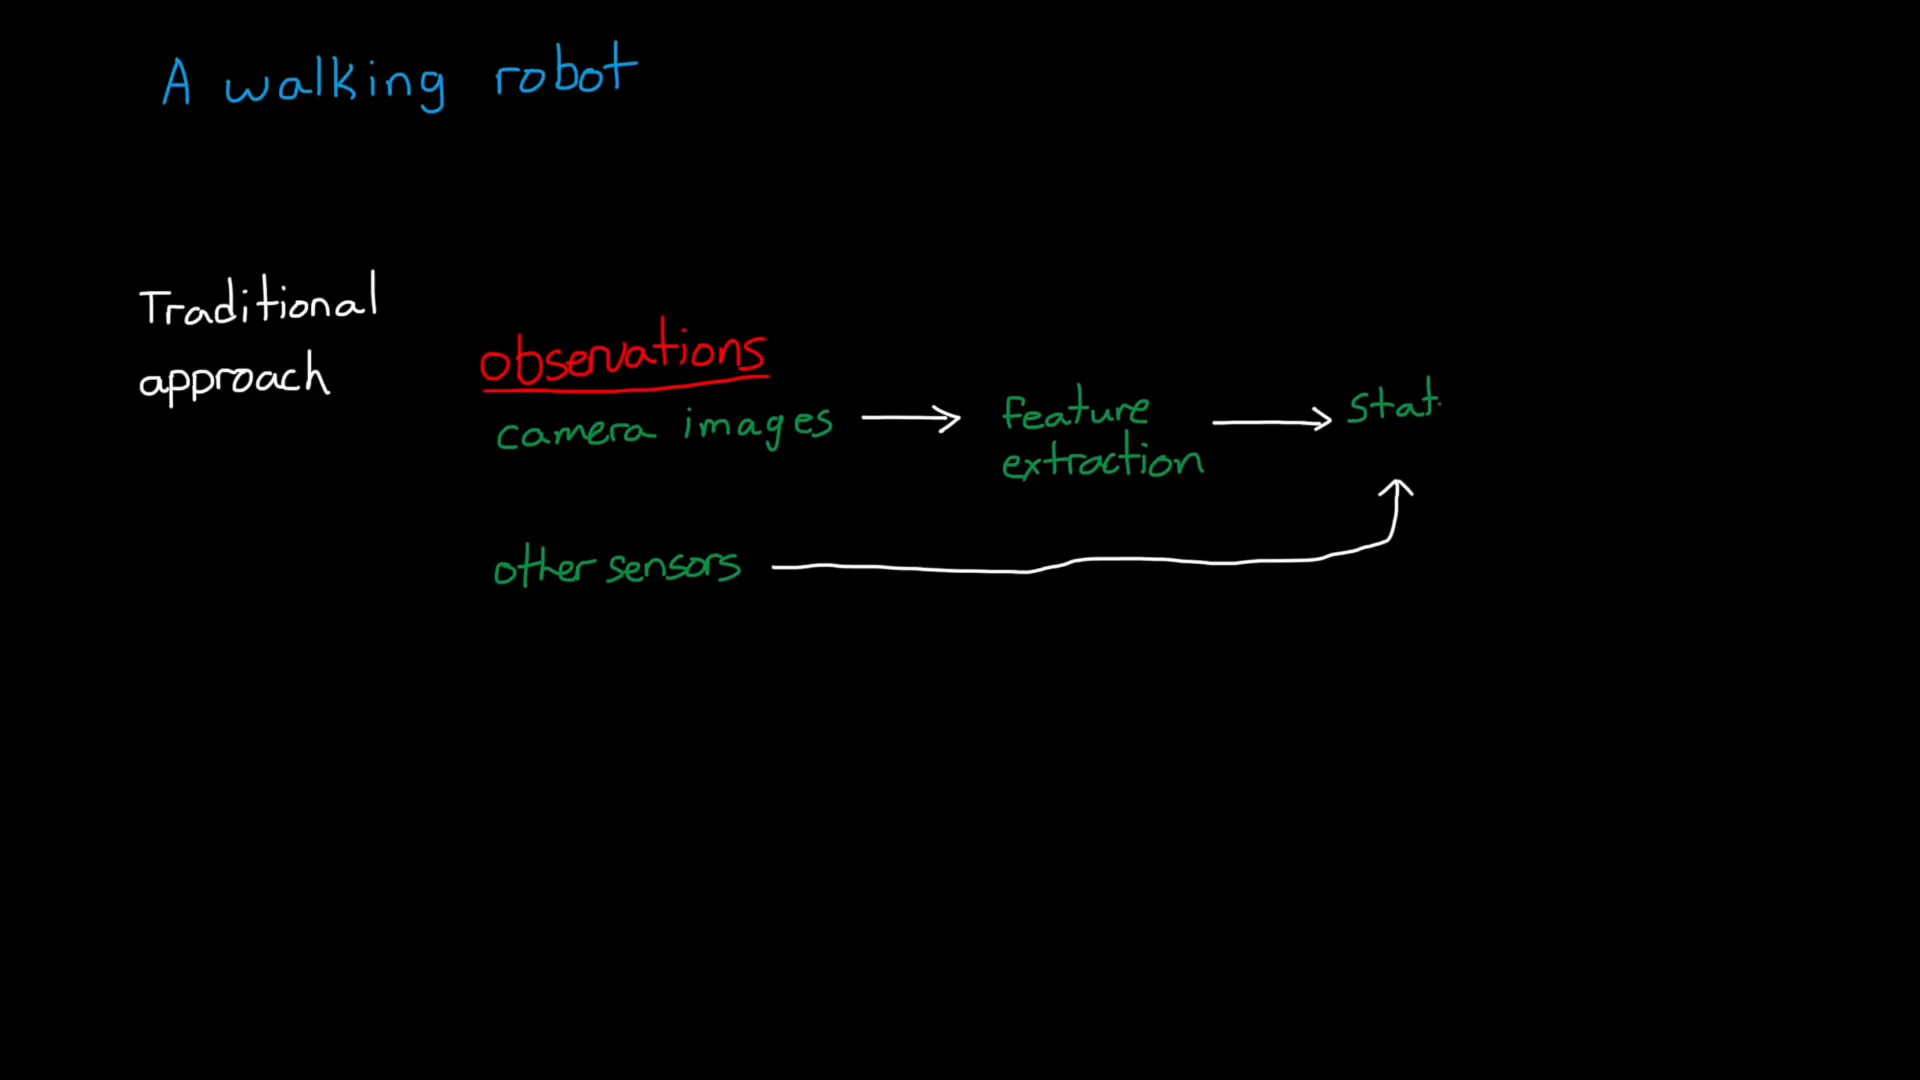 A walking robot
Traditional
approach
observations
camera images
feature
extraction
Stat
other sensors